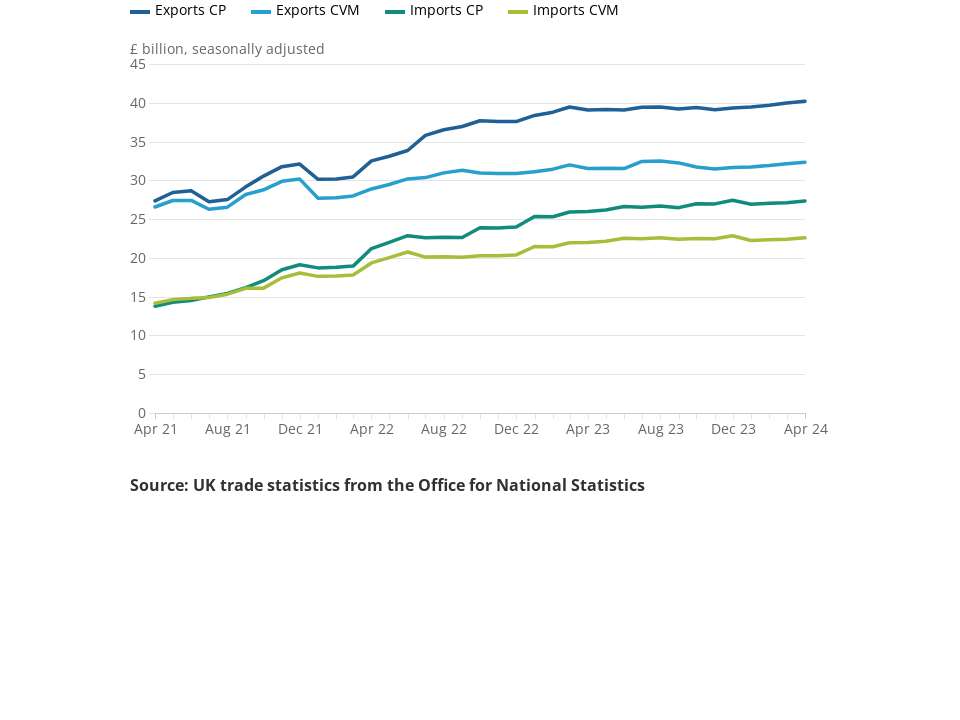 Exports CP Exports CVM Imports CP Imports CVM
£ billion, seasonally adjusted
45
40
35
30
25
20
15
10
5
0
Apr 21 Aug 21 Dec 21 Apr 22 Aug 22 Dec 22 Apr 23 Aug 23 Dec 23 Apr 24
Source: UK trade statistics from the Office for National Statistics